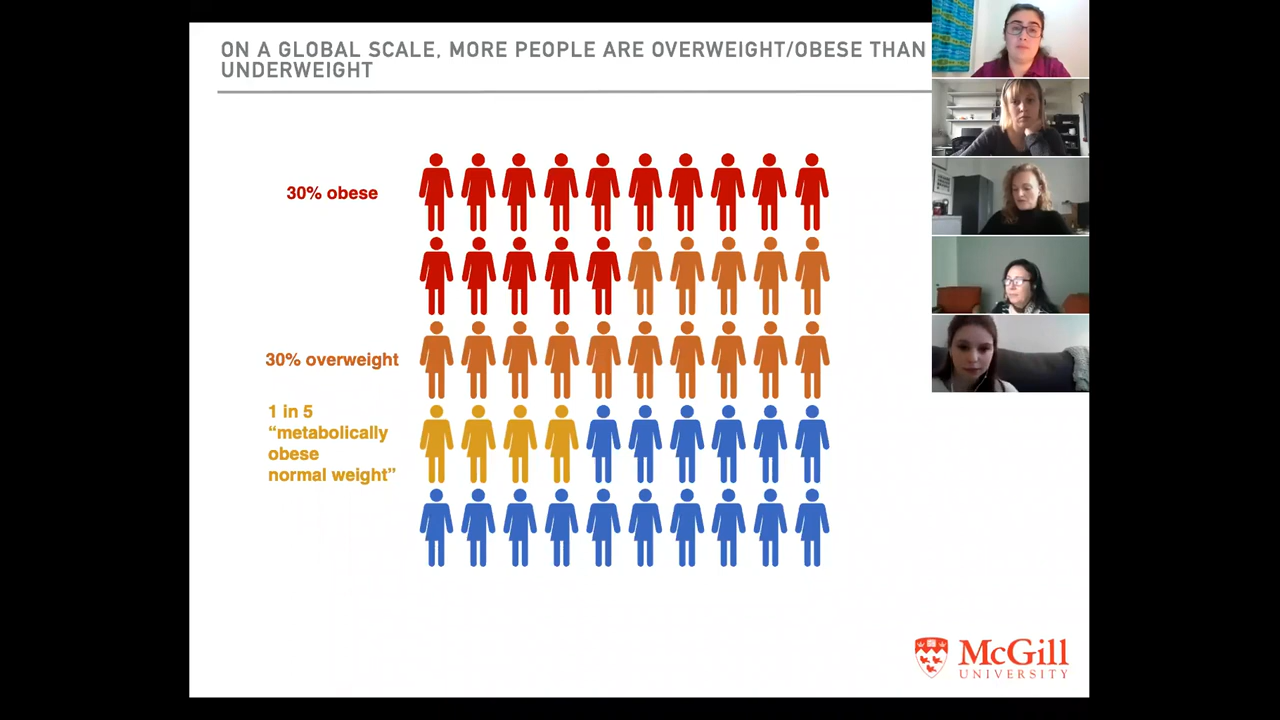 ON A GLOBAL SCALE, MORE PEOPLE ARE OVERWEIGHT/OBESE THAN
UNDERWEIGHT
30% obese
30% overweight
1 in 5
“metabolically
obese
normal weight”
McGill
UNIVERSITY